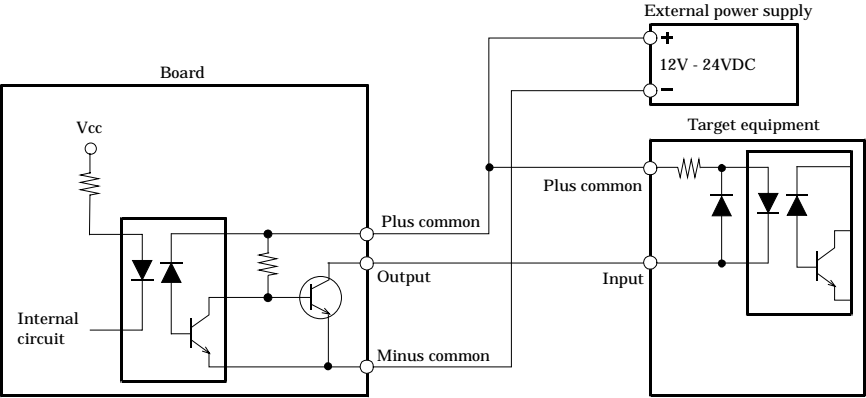 External power supply
+
12V - 24VDC
−
Board
Vcc
Target equipment
Plus common
Plus common
Output
Input
Internal
circuit
Minus common